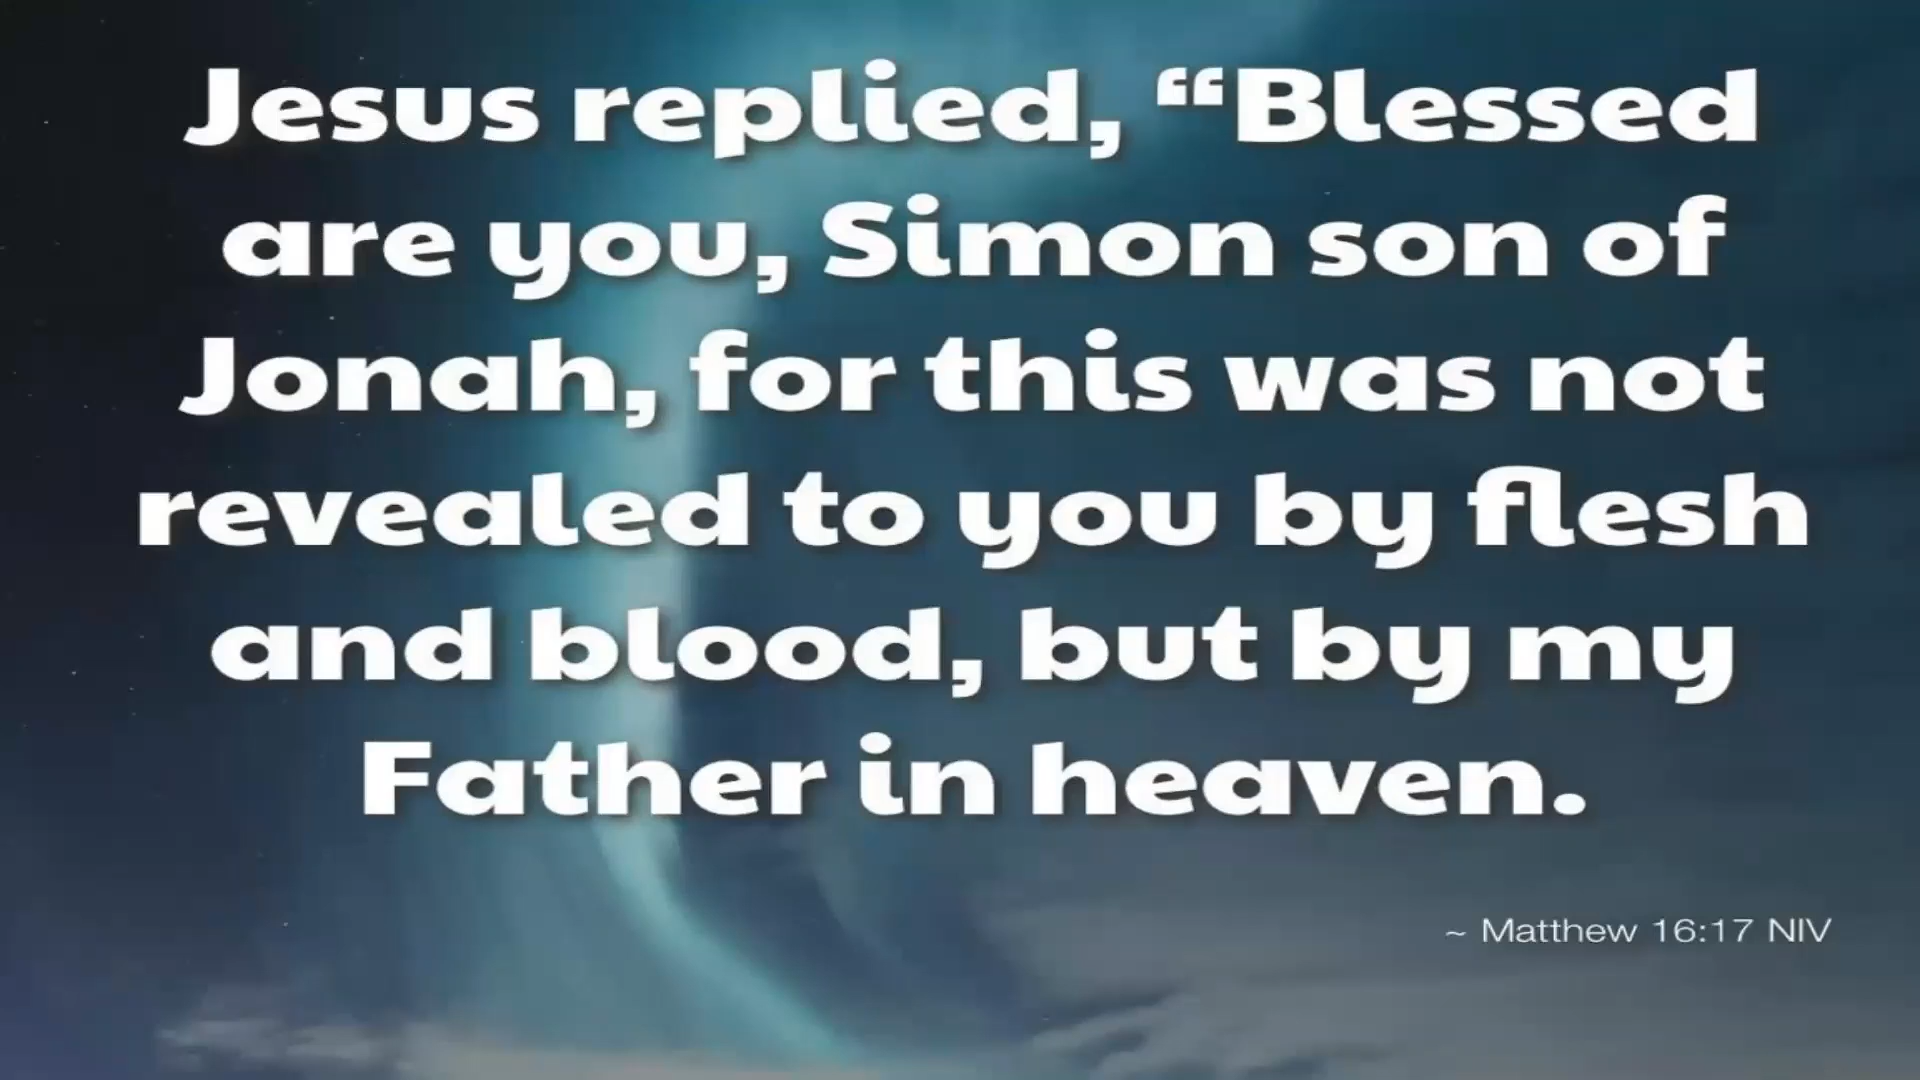 Jesus replied, “Blessed
are you, Simon son of
Jonah, for this was not
revealed to you by flesh
and blood, but by my
Father in heaven.
~ Matthew 16:17 NIV